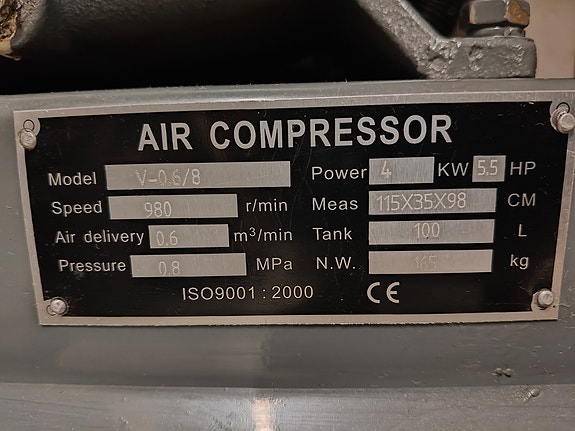 AIR COMPRESSOR
Model V-0.6/8 Power 4 KW 5.5 HP
Speed 980 r/min Meas 115X35X98 CM
Air delivery 0.6 m³/min Tank 100 L
Pressure 0.8 MPa N.W. kg
ISO9001 : 2000 CE